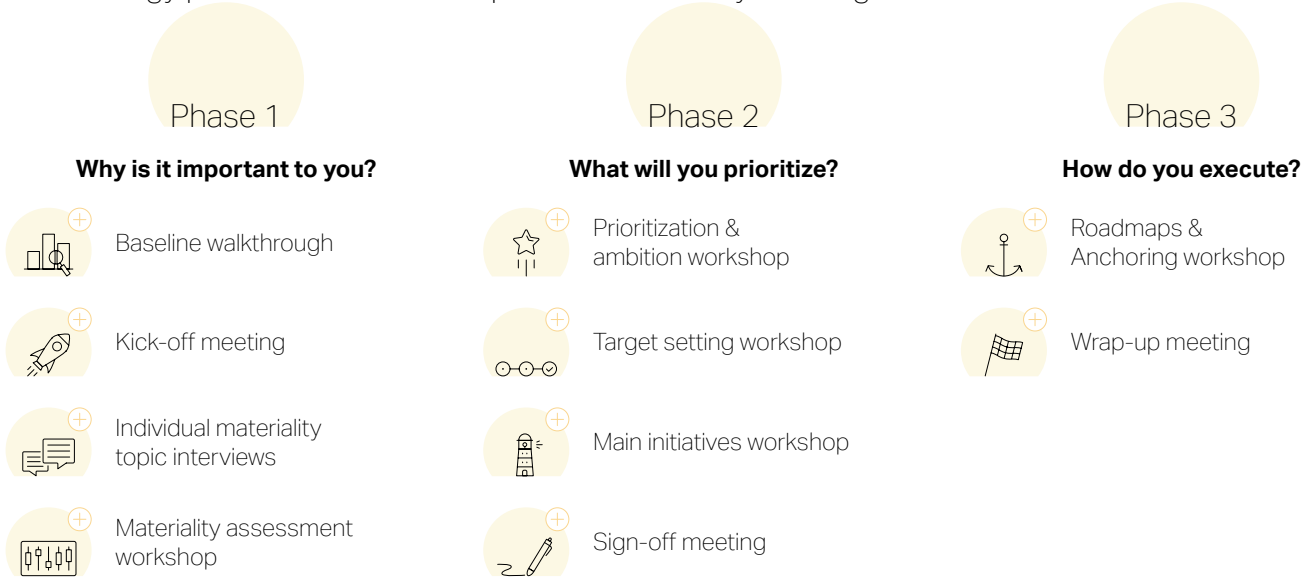 Phase 1
Why is it important to you?
Baseline walkthrough
Kick-off meeting
Individual materiality
topic interviews
Materiality assessment
workshop
Phase 2
What will you prioritize?
Prioritization &
ambition workshop
Target setting workshop
Main initiatives workshop
Sign-off meeting
Phase 3
How do you execute?
Roadmaps &
Anchoring workshop
Wrap-up meeting